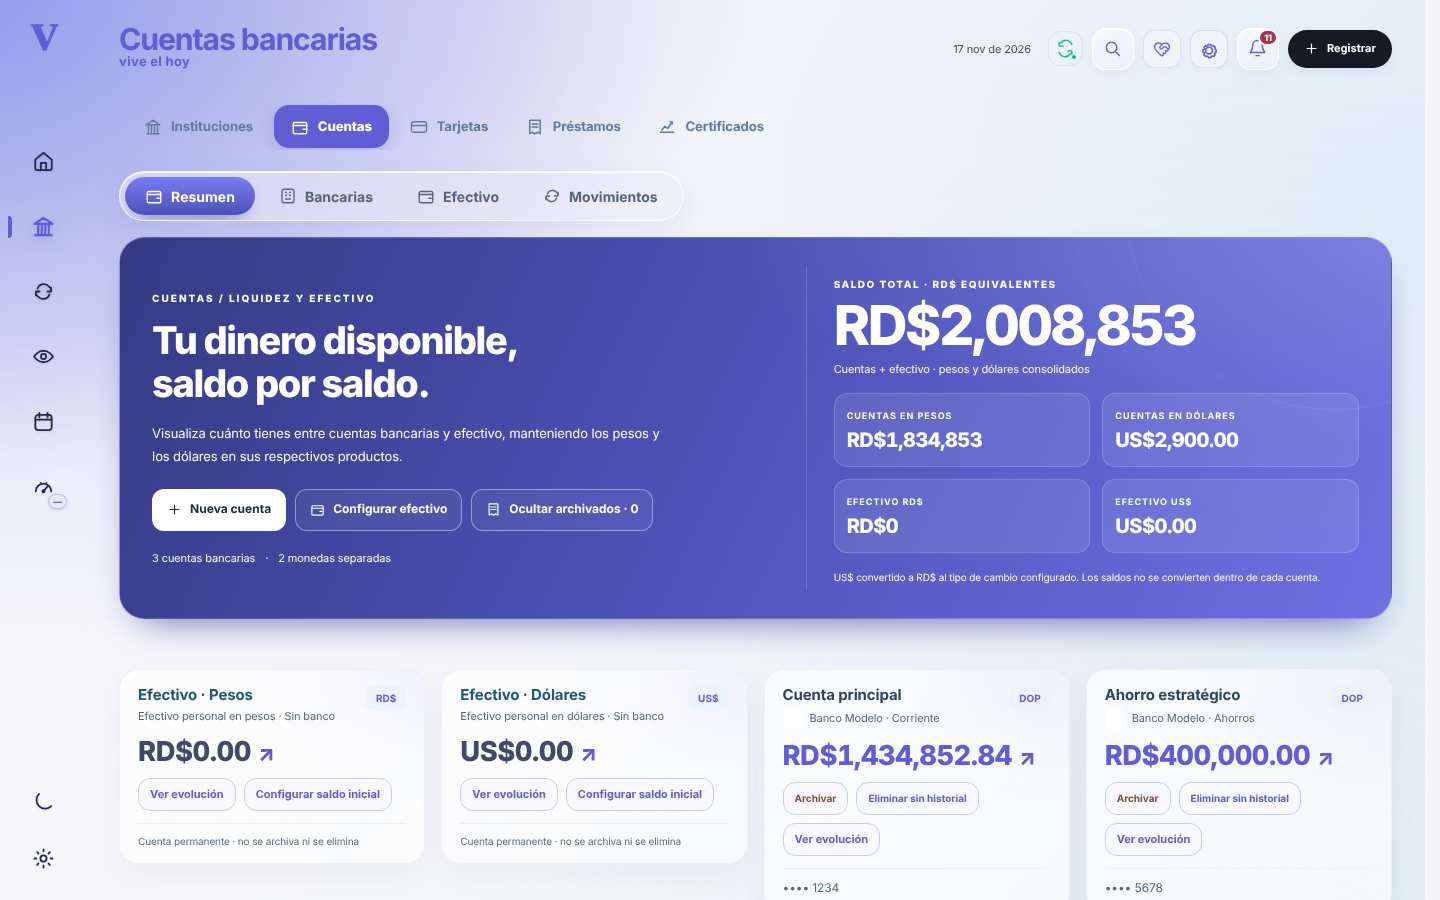 V
Cuentas bancarias
vive el hoy
17 nov de 2026
11
Registrar
Instituciones
Cuentas
Tarjetas
Préstamos
Certificados
Resumen
Bancarias
Efectivo
Movimientos
CUENTAS / LIQUIDEZ Y EFECTIVO
Tu dinero disponible,
saldo por saldo.
Visualiza cuánto tienes entre cuentas bancarias y efectivo, manteniendo los pesos y
los dólares en sus respectivos productos.
Nueva cuenta
Configurar efectivo
Ocultar archivados · 0
3 cuentas bancarias · 2 monedas separadas
SALDO TOTAL · RD$ EQUIVALENTES
RD$2,008,853
Cuentas + efectivo · pesos y dólares consolidados
CUENTAS EN PESOS
RD$1,834,853
CUENTAS EN DÓLARES
US$2,900.00
EFECTIVO RD$
RD$0
EFECTIVO US$
US$0.00
US$ convertido a RD$ al tipo de cambio configurado. Los saldos no se convierten dentro de cada cuenta.
Efectivo · Pesos
RD$
Efectivo personal en pesos · Sin banco
RD$0.00
Ver evolución
Configurar saldo inicial
Cuenta permanente · no se archiva ni se elimina
Efectivo · Dólares
US$
Efectivo personal en dólares · Sin banco
US$0.00
Ver evolución
Configurar saldo inicial
Cuenta permanente · no se archiva ni se elimina
Cuenta principal
DOP
Banco Modelo · Corriente
RD$1,434,852.84
Archivar
Eliminar sin historial
Ver evolución
•••• 1234
Ahorro estratégico
DOP
Banco Modelo · Ahorros
RD$400,000.00
Archivar
Eliminar sin historial
Ver evolución
•••• 5678